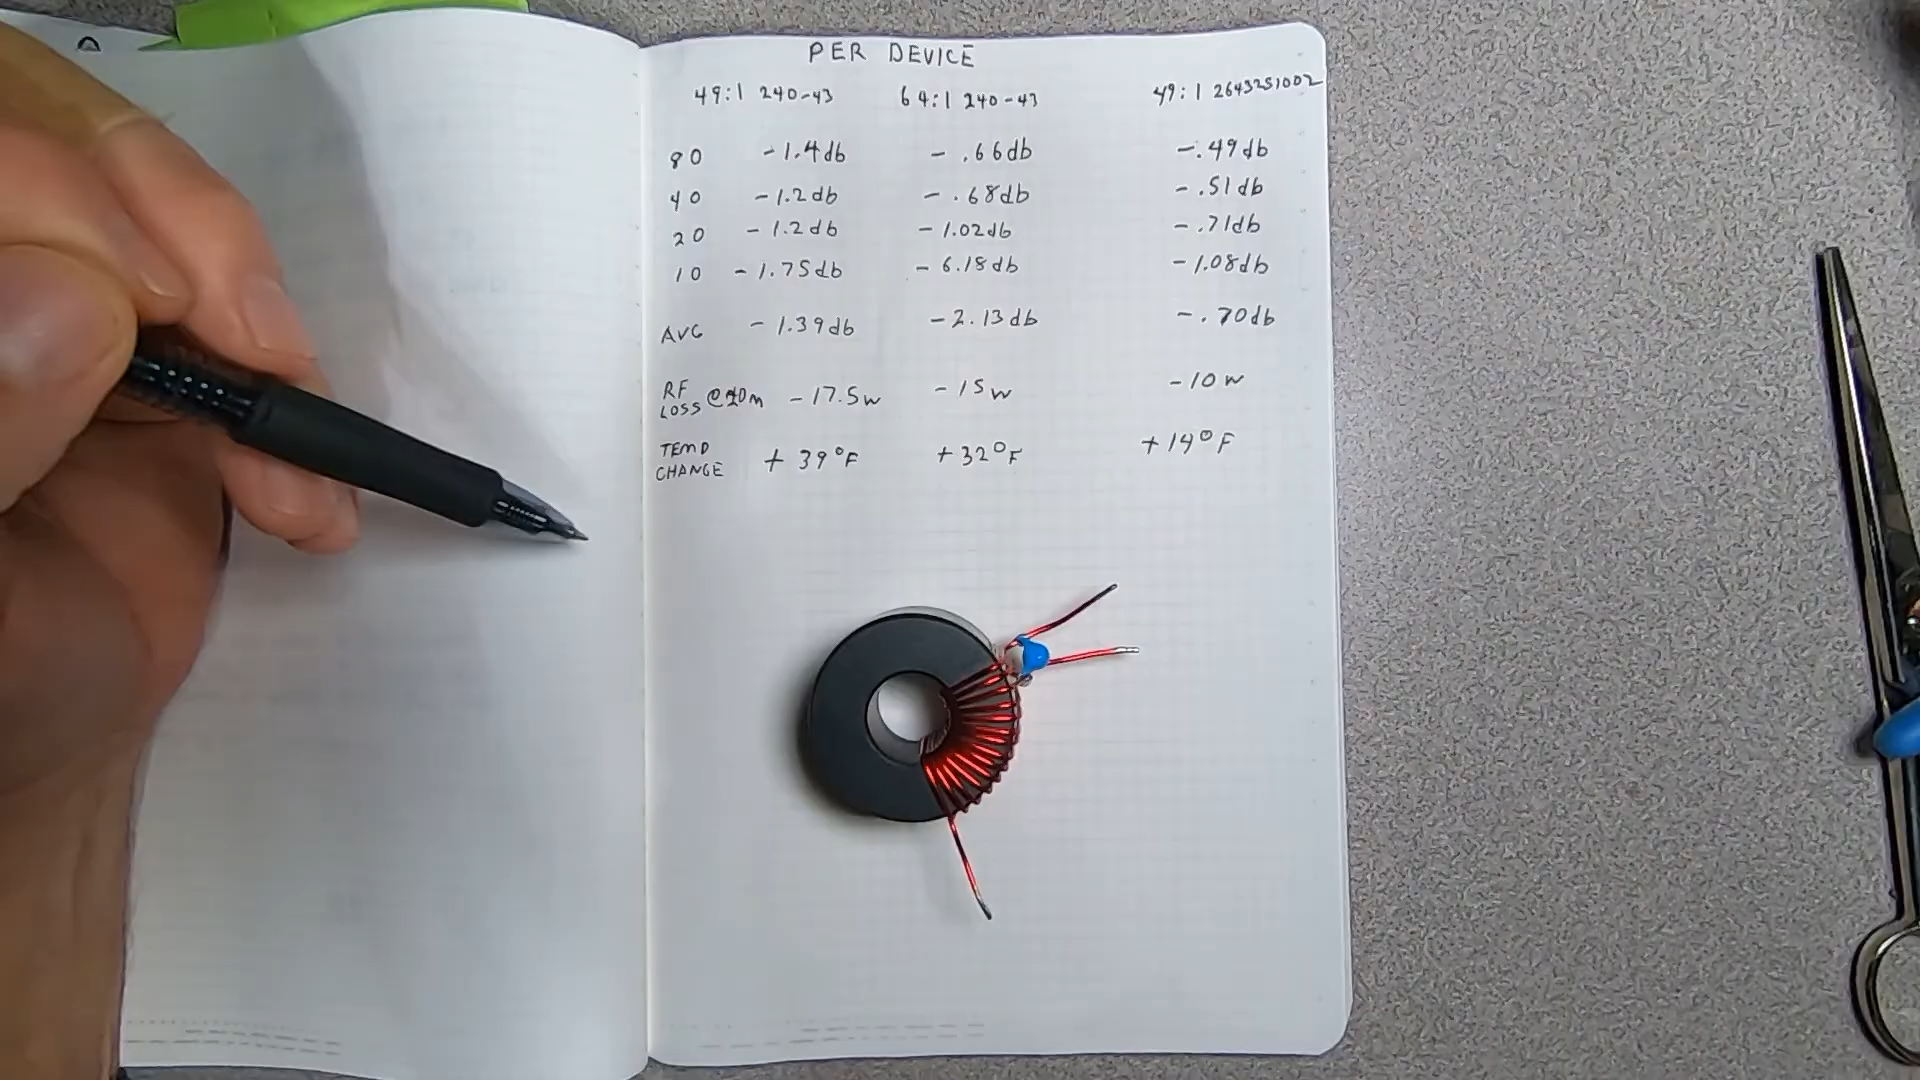 PER DEVICE
49:1 240-43 64:1 240-43 49:1 2643251002
80 -1.4db -.66db -.49db
40 -1.2db -.68db -.51db
20 -1.2db -1.02db -.71db
10 -1.75db -6.18db -1.08db
AVG -1.39db -2.13db -.70db
RF LOSS @20m -17.5w -15w -10w
TEMP CHANGE +39°F +32°F +14°F